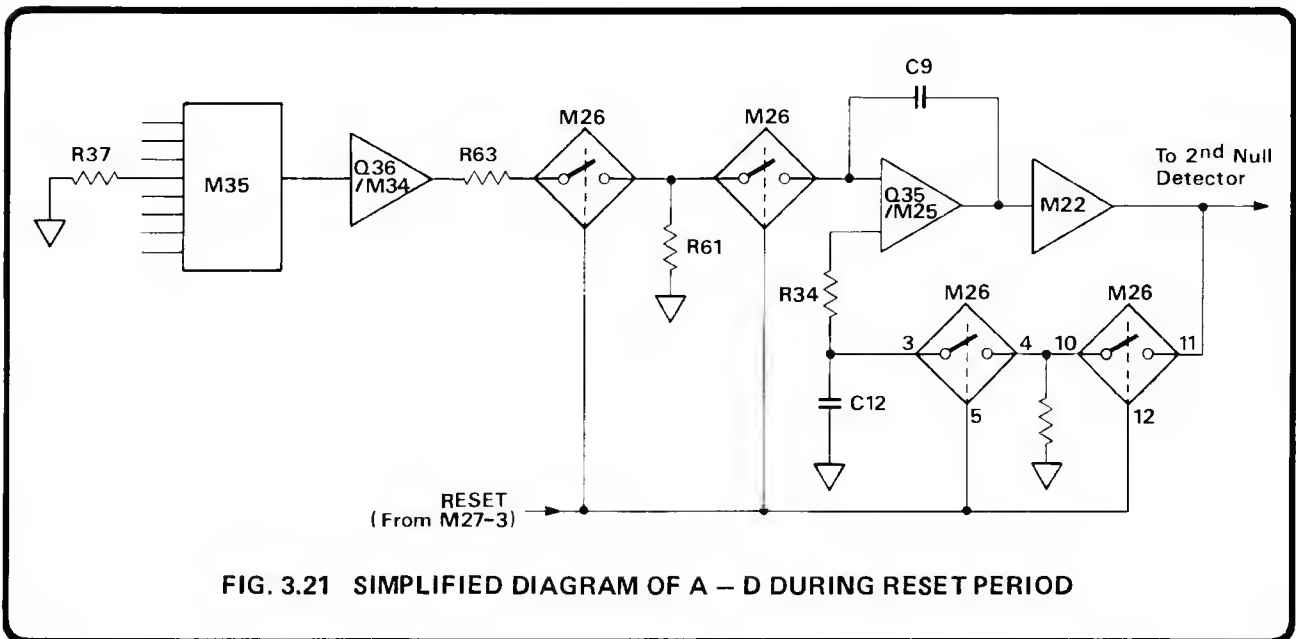 C9
M26
M26
R37
R63
To 2nd Null
Detector
M35
Q36
/M34
Q35
/M25
M22
R61
R34
M26
M26
3
4
10
11
C12
5
12
RESET
(From M27-3)
FIG. 3.21 SIMPLIFIED DIAGRAM OF A – D DURING RESET PERIOD